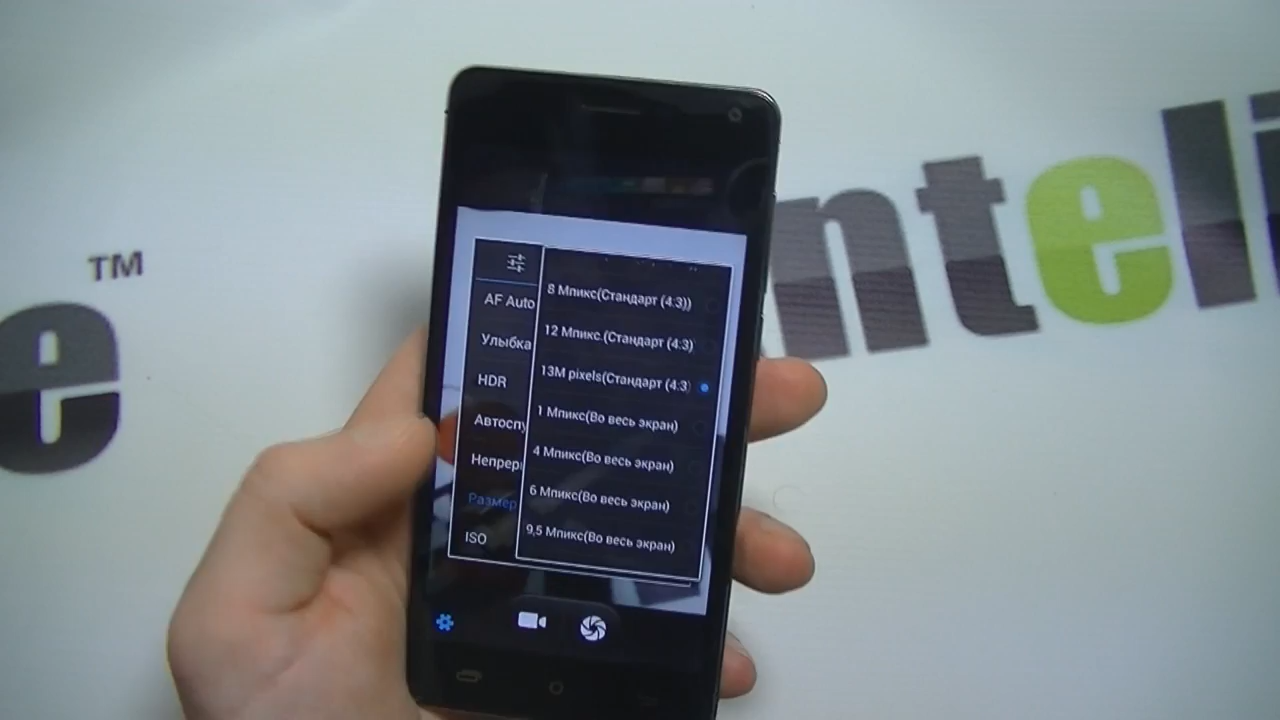 TM
e
nteli
AF Auto
Улыбка
HDR
Автоспу
Непрер
Размер
ISO
8 Мпикс(Стандарт (4:3))
12 Мпикс.(Стандарт (4:3)
13M pixels(Стандарт (4:3
1 Мпикс(Во весь экран)
4 Мпикс(Во весь экран)
6 Мпикс(Во весь экран)
9,5 Мпикс(Во весь экран)